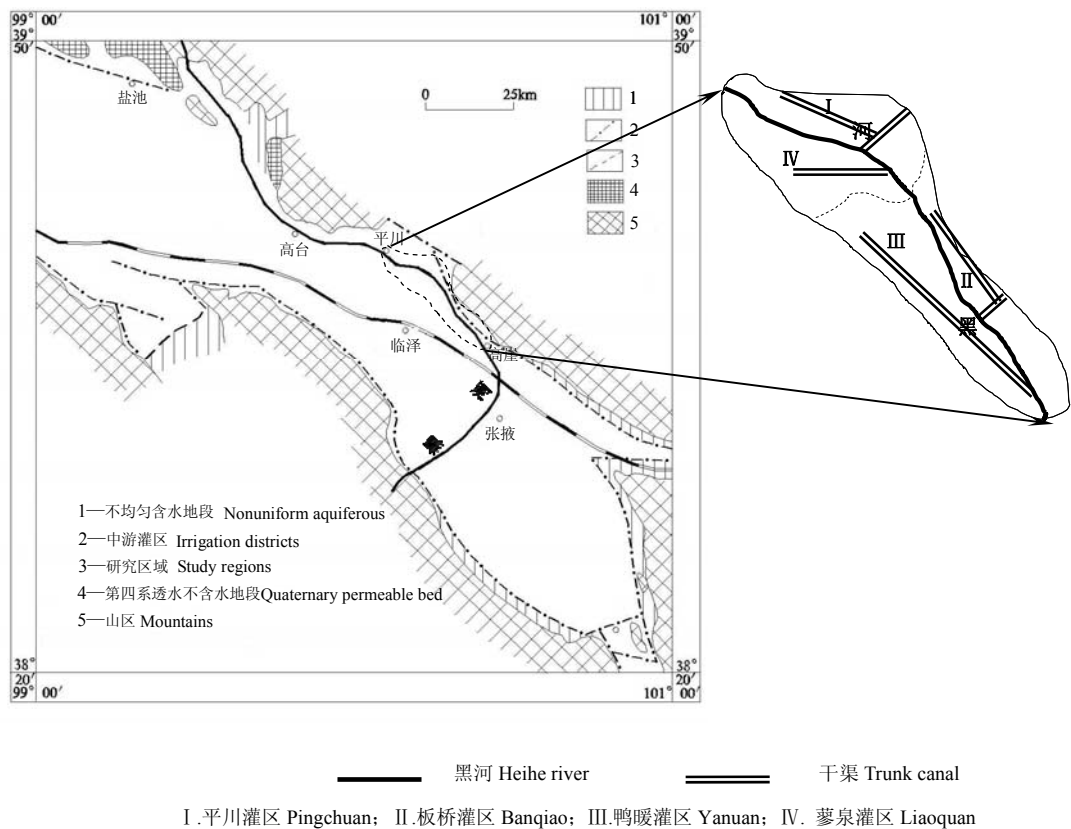 99° 00′ 101° 00′
39° 50′ 39° 50′
盐池
0 25km
1
2
3
4
5
高台
平川
临泽
高崖
张掖
Ⅰ
河
Ⅳ
Ⅲ
Ⅱ
黑
1—不均匀含水地段 Nonuniform aquiferous
2—中游灌区 Irrigation districts
3—研究区域 Study regions
4—第四系透水不含水地段Quaternary permeable bed
5—山区 Mountains
38° 20′ 38° 20′
99° 00′ 101° 00′
黑河 Heihe river 干渠 Trunk canal
Ⅰ.平川灌区 Pingchuan；Ⅱ.板桥灌区 Banqiao；Ⅲ.鸭暖灌区 Yanuan；Ⅳ. 蓼泉灌区 Liaoquan